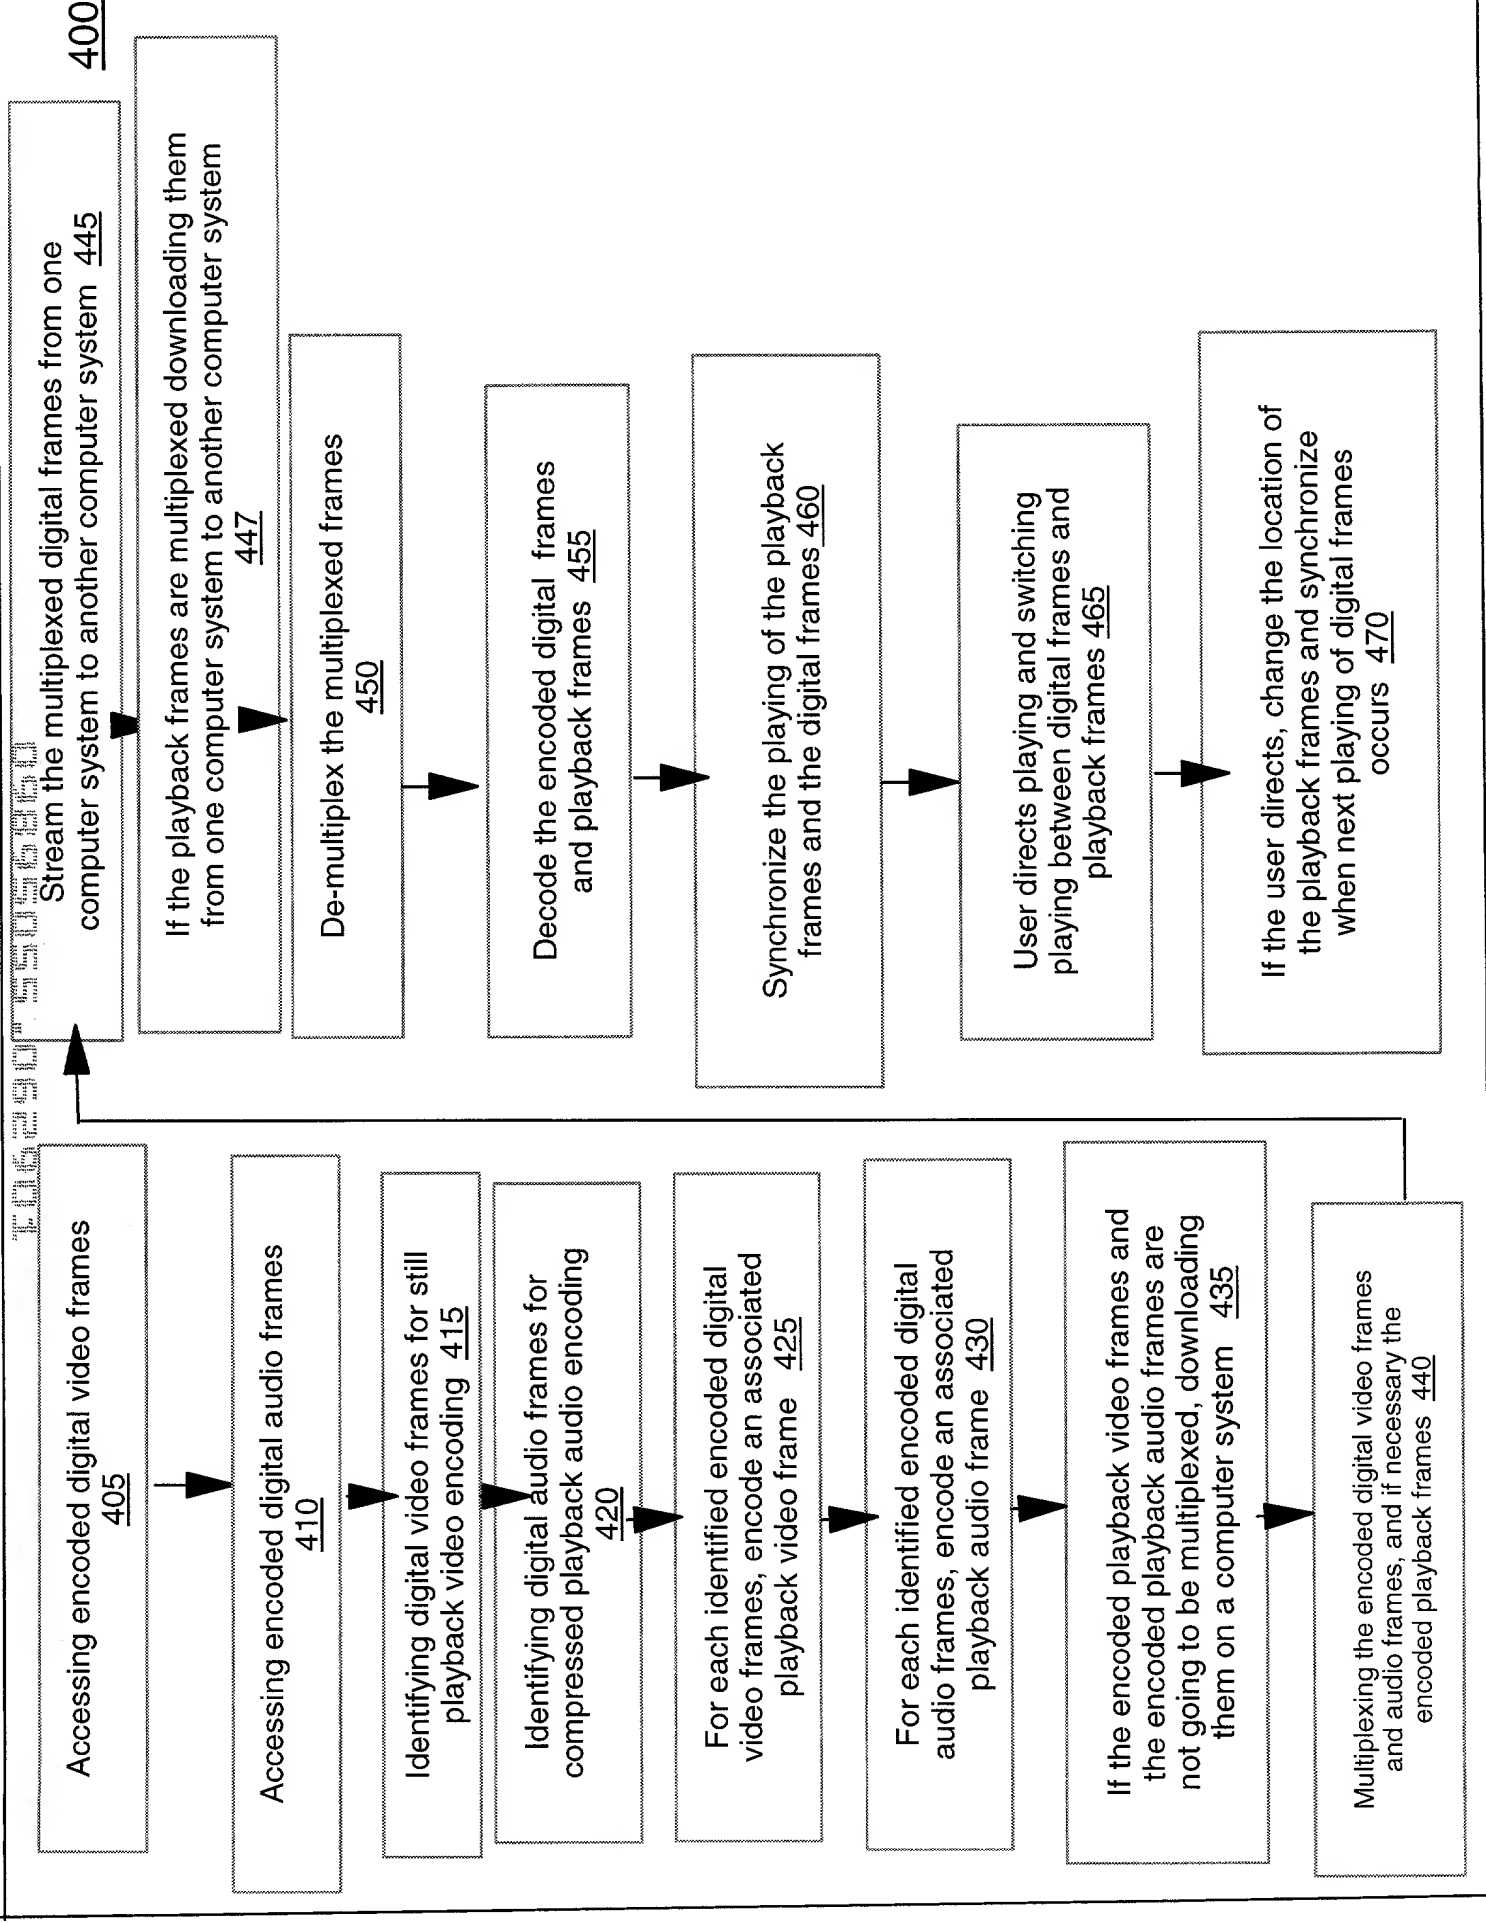 400
Accessing encoded digital video frames
405
Accessing encoded digital audio frames
410
Identifying digital video frames for still
playback video encoding 415
Identifying digital audio frames for
compressed playback audio encoding
420
For each identified encoded digital
video frames, encode an associated
playback video frame 425
For each identified encoded digital
audio frames, encode an associated
playback audio frame 430
If the encoded playback video frames and
the encoded playback audio frames are
not going to be multiplexed, downloading
them on a computer system 435
Multiplexing the encoded digital video frames
and audio frames, and if necessary the
encoded playback frames 440
Stream the multiplexed digital frames from one
computer system to another computer system 445
If the playback frames are multiplexed downloading them
from one computer system to another computer system
447
De-multiplex the multiplexed frames
450
Decode the encoded digital frames
and playback frames 455
Synchronize the playing of the playback
frames and the digital frames 460
User directs playing and switching
playing between digital frames and
playback frames 465
If the user directs, change the location of
the playback frames and synchronize
when next playing of digital frames
occurs 470